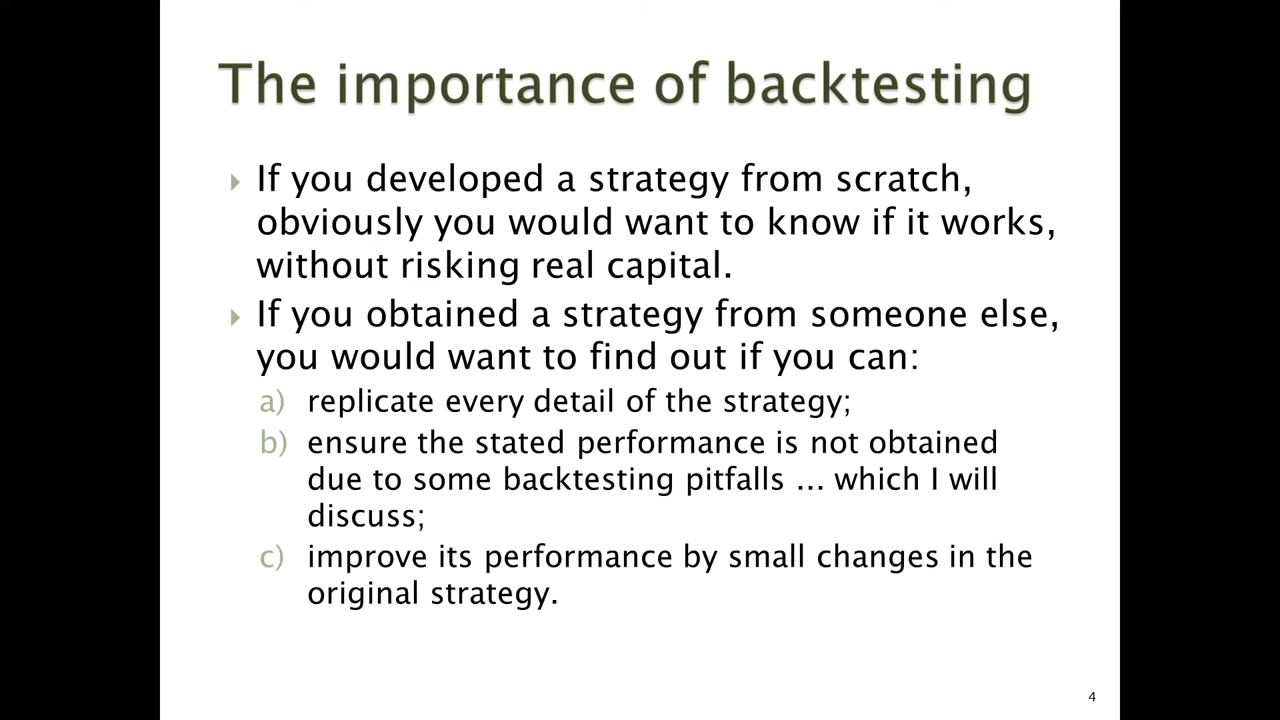 The importance of backtesting
If you developed a strategy from scratch,
obviously you would want to know if it works,
without risking real capital.
If you obtained a strategy from someone else,
you would want to find out if you can:
a) replicate every detail of the strategy;
b) ensure the stated performance is not obtained
due to some backtesting pitfalls ... which I will
discuss;
c) improve its performance by small changes in the
original strategy.
4